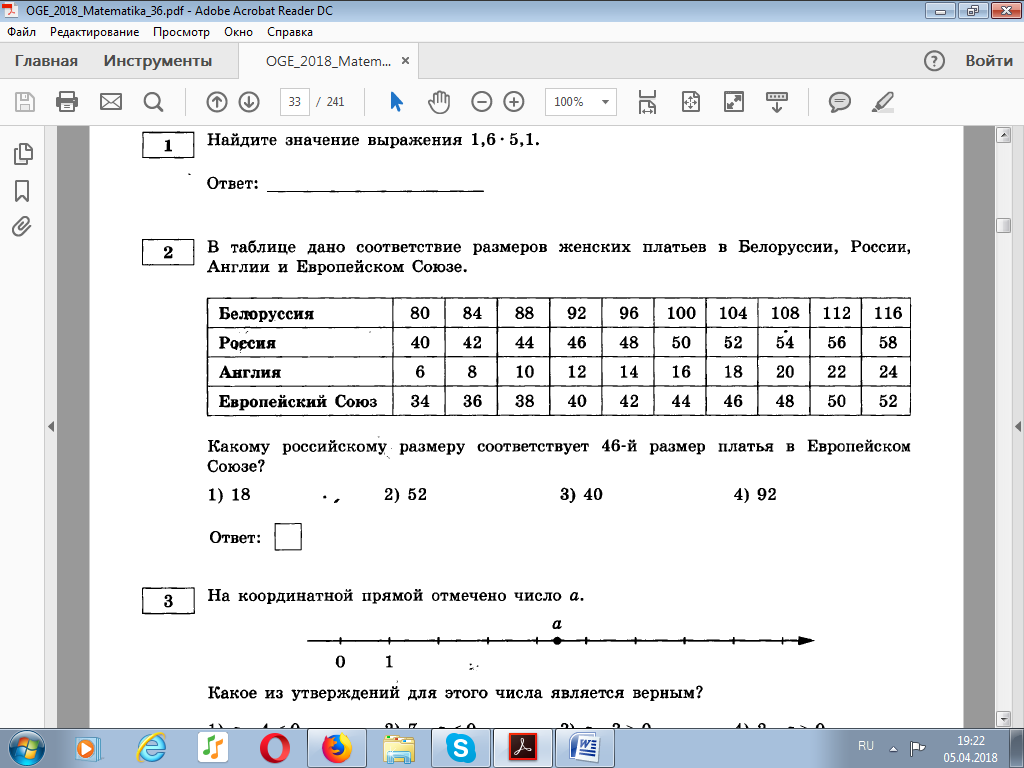 OGE_2018_Matematika_36.pdf - Adobe Acrobat Reader DC
Файл Редактирование Просмотр Окно Справка
Главная Инструменты OGE_2018_Matem... × ? Войти
33 / 241 100%
1 Найдите значение выражения 1,6 · 5,1.
Ответ:
2 В таблице дано соответствие размеров женских платьев в Белоруссии, России,
Англии и Европейском Союзе.
Белоруссия 80 84 88 92 96 100 104 108 112 116
Россия 40 42 44 46 48 50 52 54 56 58
Англия 6 8 10 12 14 16 18 20 22 24
Европейский Союз 34 36 38 40 42 44 46 48 50 52
Какому российскому размеру соответствует 46-й размер платья в Европейском
Союзе?
1) 18 2) 52 3) 40 4) 92
Ответ:
3 На координатной прямой отмечено число a.
a
0 1
Какое из утверждений для этого числа является верным?
RU 19:22
05.04.2018